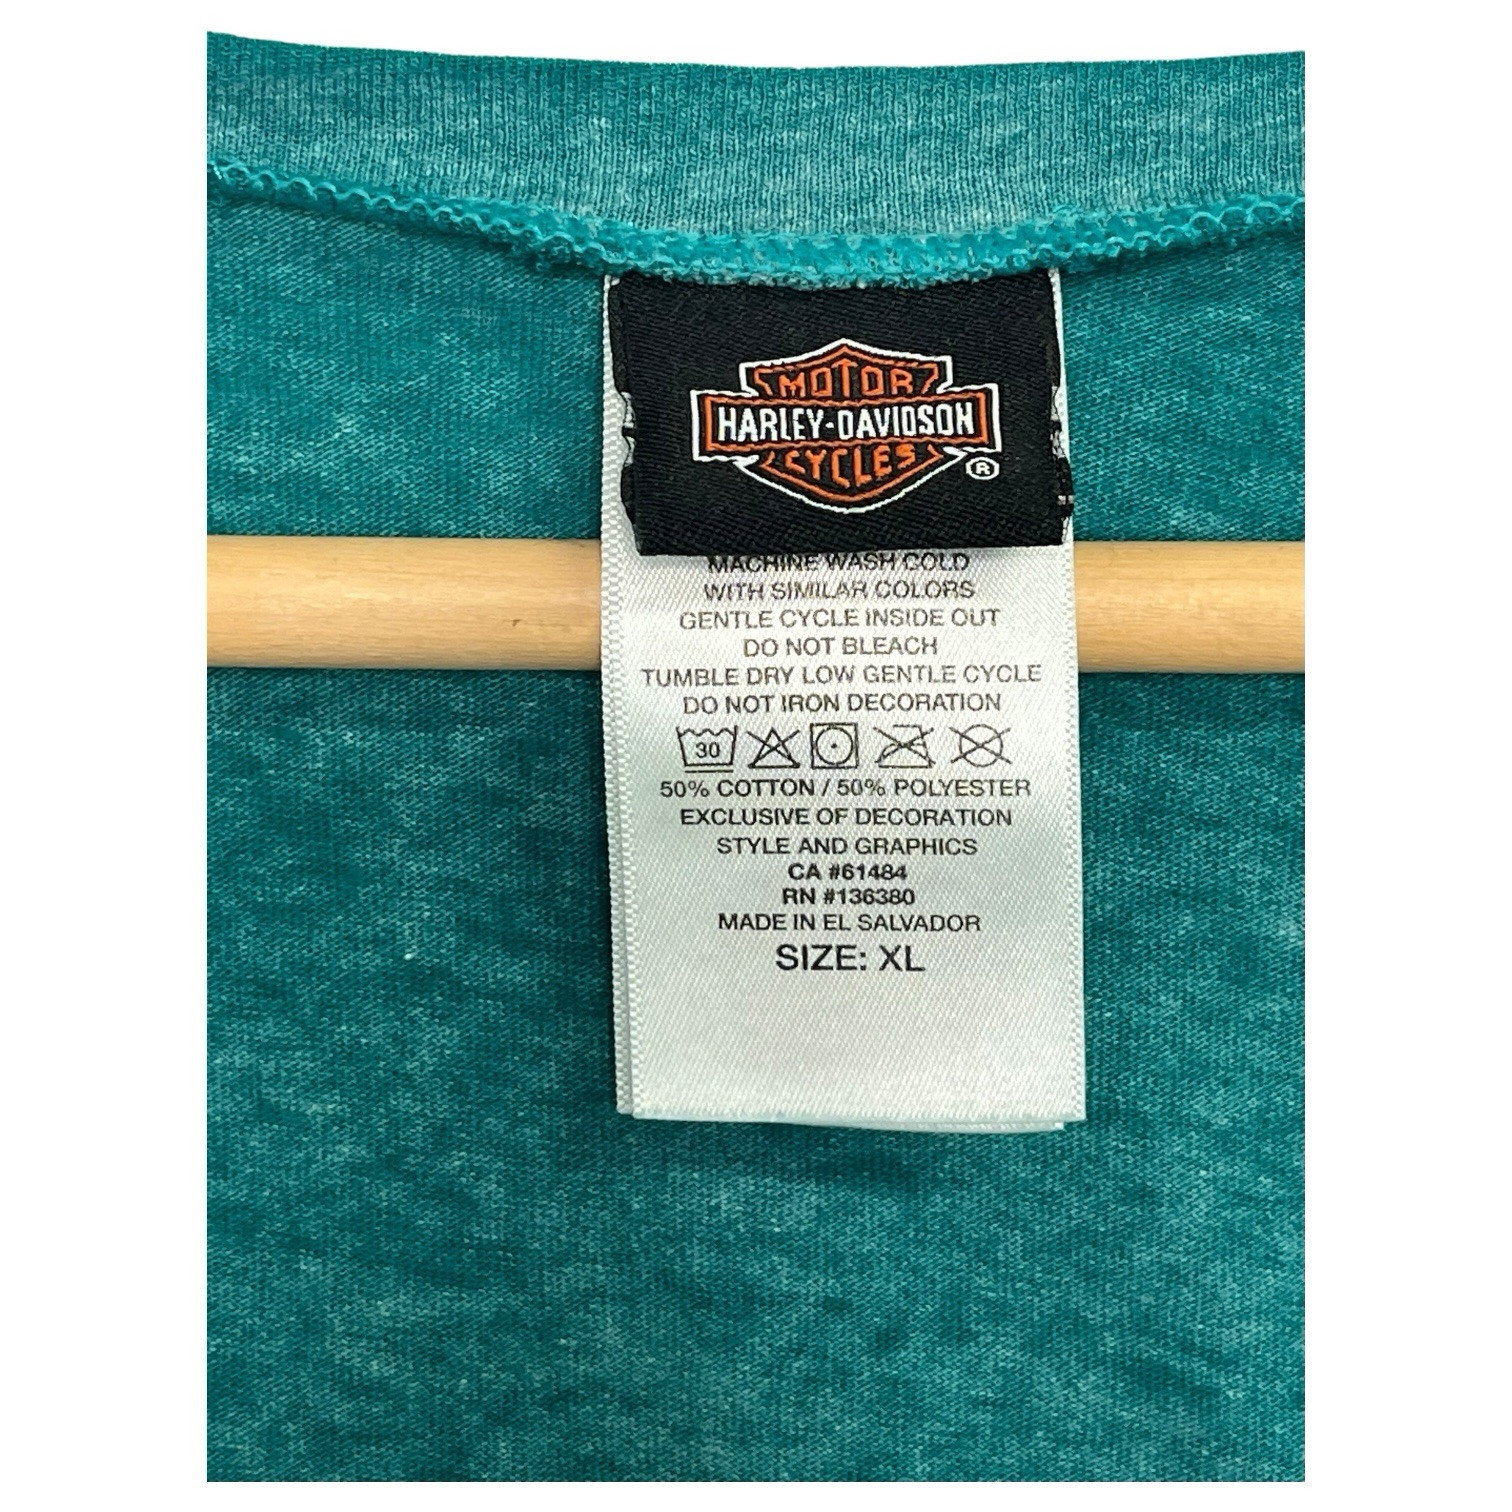 MOTOR
HARLEY-DAVIDSON
CYCLES ®
MACHINE WASH COLD
WITH SIMILAR COLORS
GENTLE CYCLE INSIDE OUT
DO NOT BLEACH
TUMBLE DRY LOW GENTLE CYCLE
DO NOT IRON DECORATION
30
50% COTTON / 50% POLYESTER
EXCLUSIVE OF DECORATION
STYLE AND GRAPHICS
CA #61484
RN #136380
MADE IN EL SALVADOR
SIZE: XL